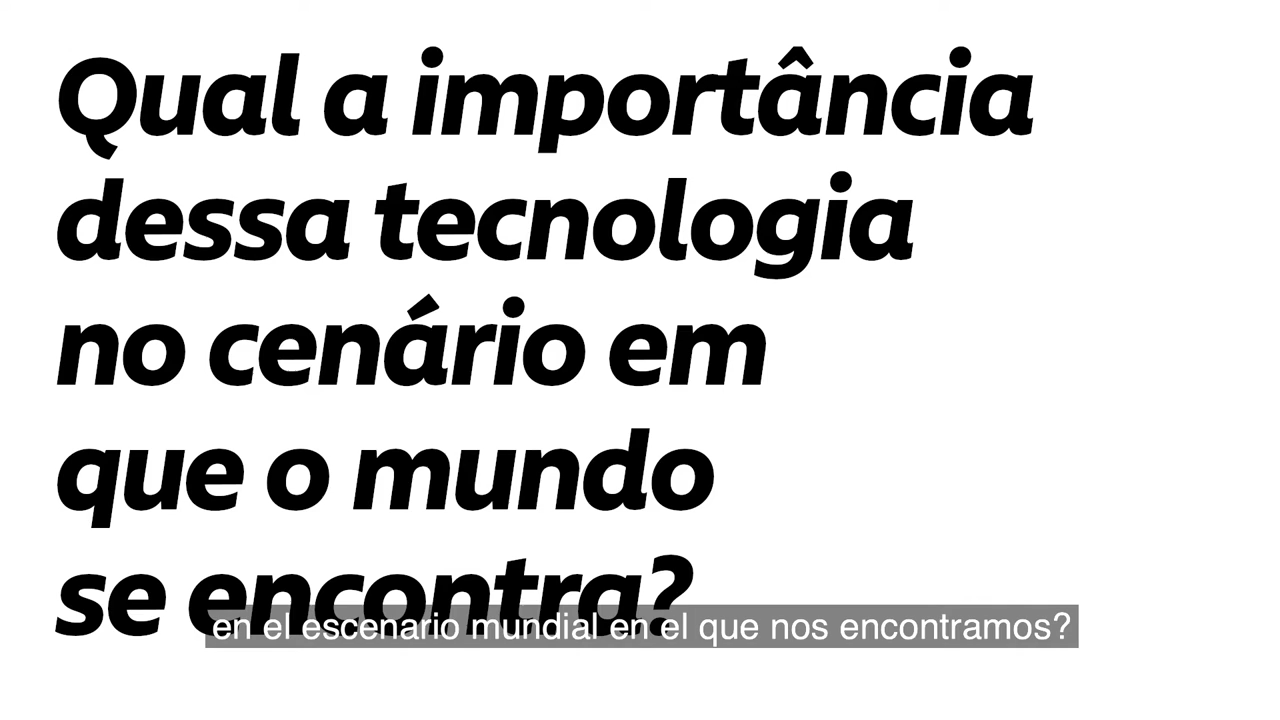 Qual a importância
dessa tecnologia
no cenário em
que o mundo
se encontra?
en el escenario mundial en el que nos encontramos?